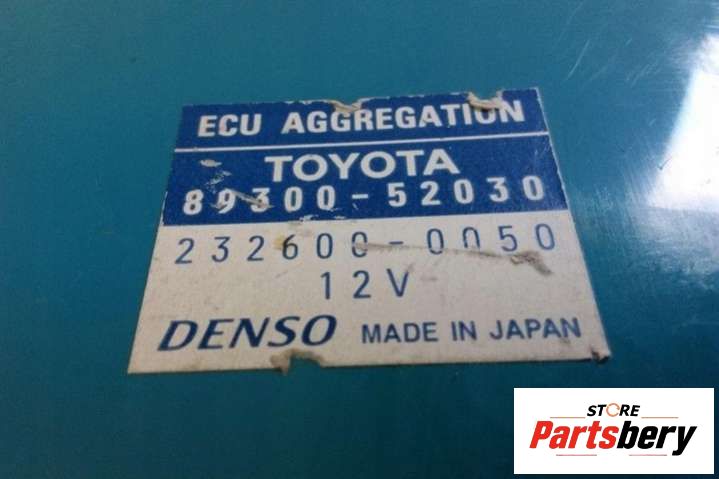 ECU AGGREGATION
TOYOTA
89300-52030
232600-0050
12V
DENSO MADE IN JAPAN
STORE
Partsbery